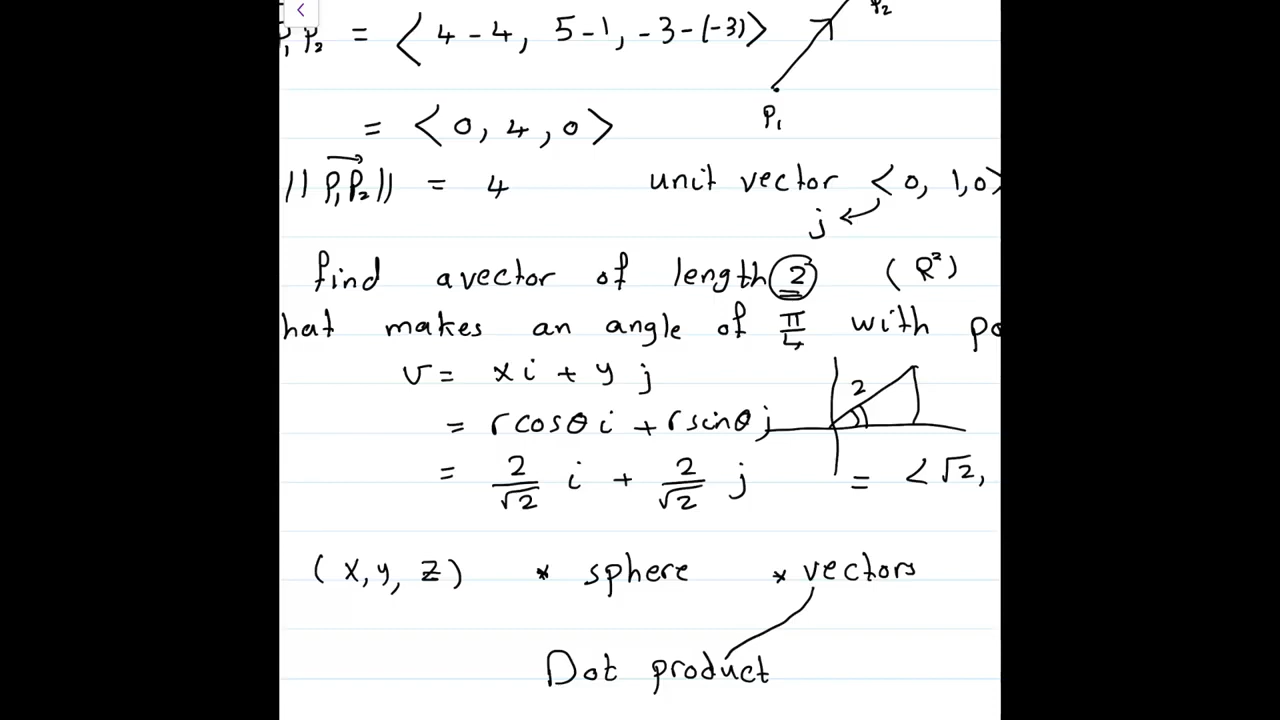 P₁P₂ = < 4 - 4, 5 - 1, -3 - (-3) >
P₂
= < 0, 4, 0 >
P₁
|| P₁P₂ || = 4 unit vector < 0, 1, 0 >
j
find a vector of length 2 (R²)
hat makes an angle of π/4 with po
v = x i + y j
2
= r cosθ i + r sinθ j
= 2/√2 i + 2/√2 j = < √2,
(x, y, z) * sphere * vectors
Dot product